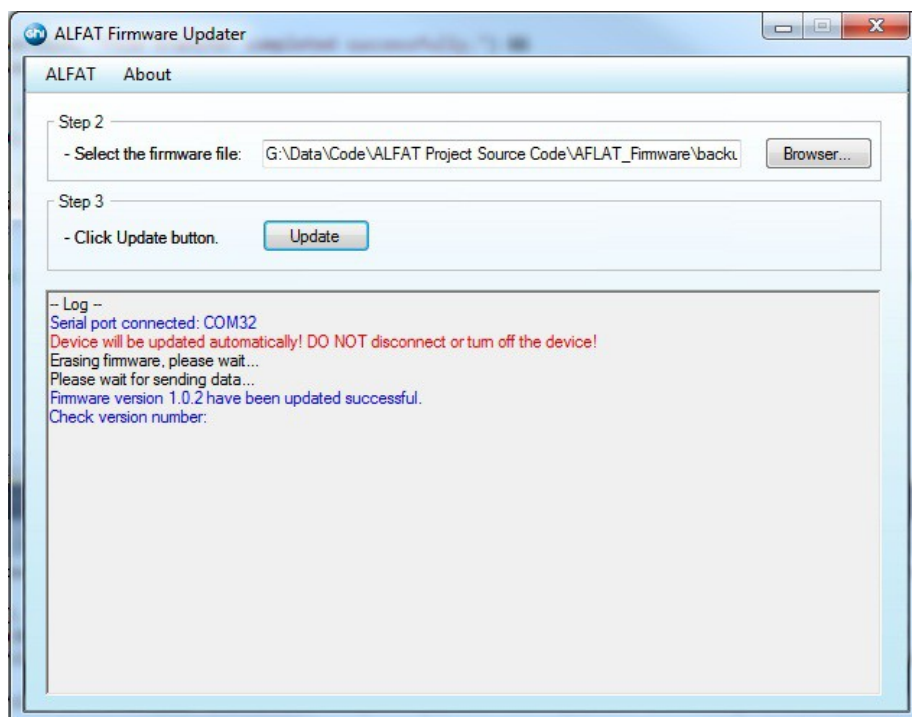 GHI ALFAT Firmware Updater
ALFAT About
Step 2
- Select the firmware file: G:\Data\Code\ALFAT Project Source Code\AFLAT_Firmware\backu Browser...
Step 3
- Click Update button. Update
-- Log --
Serial port connected: COM32
Device will be updated automatically! DO NOT disconnect or turn off the device!
Erasing firmware, please wait...
Please wait for sending data...
Firmware version 1.0.2 have been updated successful.
Check version number: